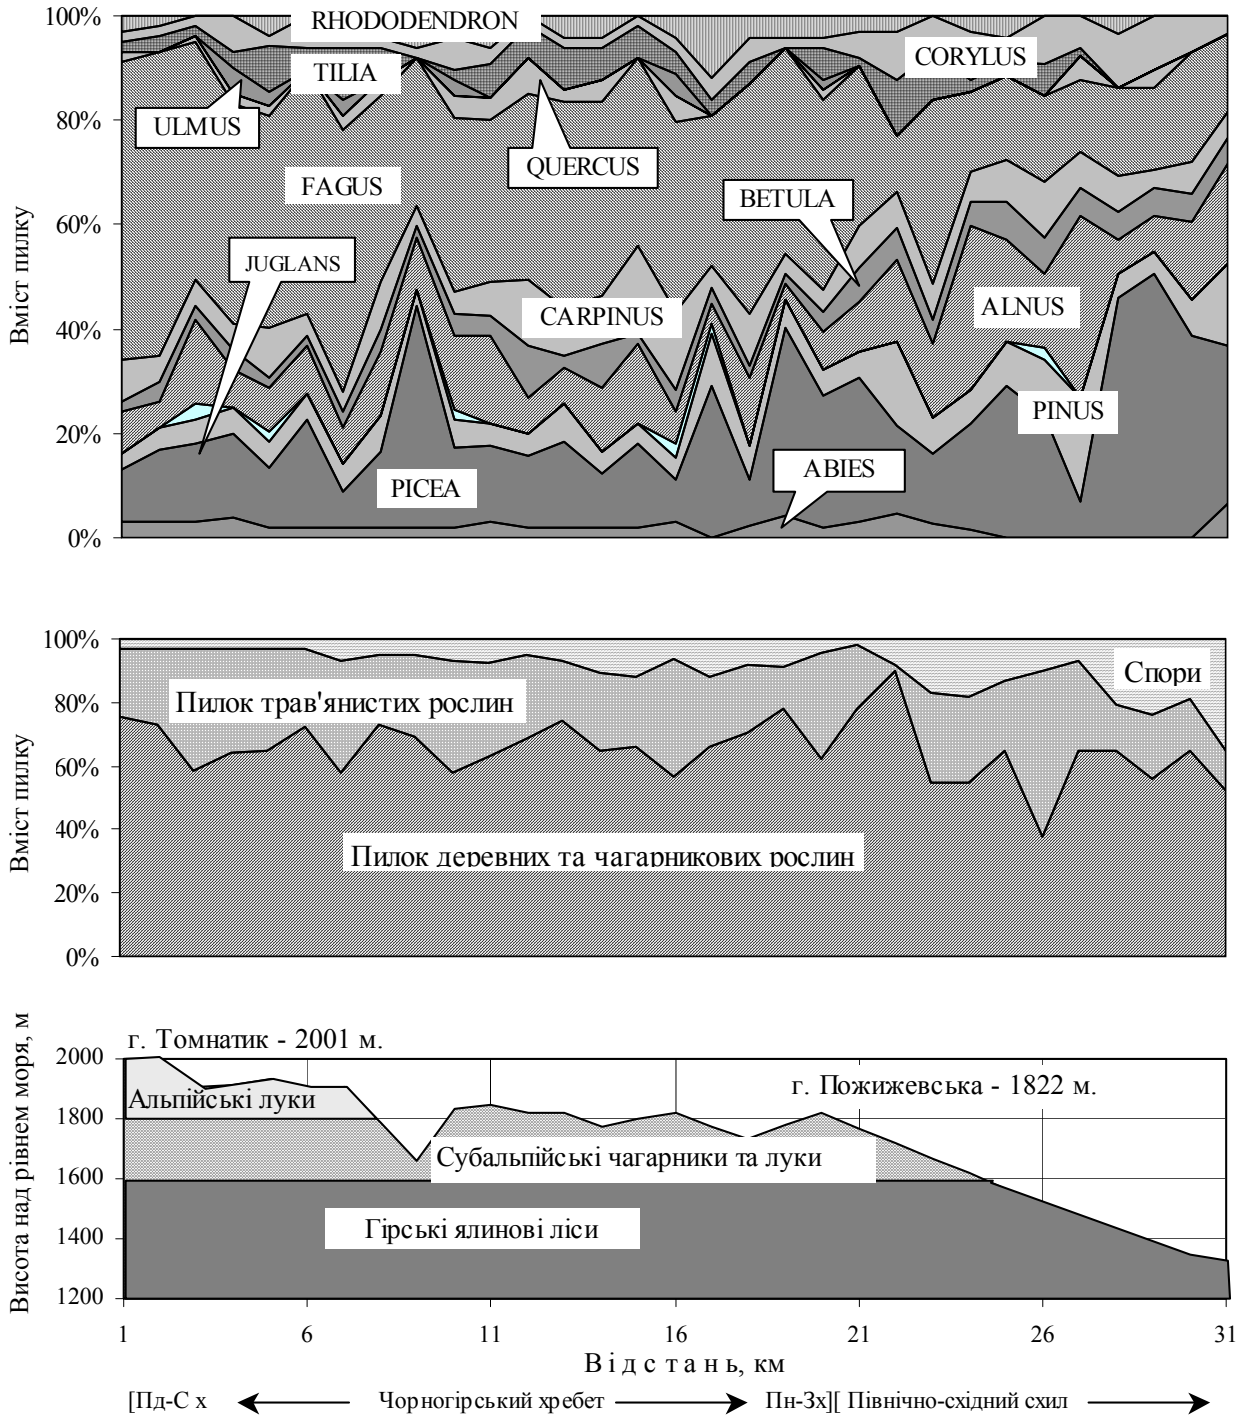 100%
80%
60%
40%
20%
0%
Вміст пилку
RHODODENDRON
TILIA
CORYLUS
ULMUS
QUERCUS
FAGUS
BETULA
JUGLANS
CARPINUS
ALNUS
PINUS
PICEA
ABIES
100%
80%
60%
40%
20%
0%
Вміст пилку
Спори
Пилок трав'янистих рослин
Пилок деревних та чагарникових рослин
Висота над рівнем моря, м
2000
1800
1600
1400
1200
г. Томнатик - 2001 м.
г. Пожижевська - 1822 м.
Альпійські луки
Субальпійські чагарники та луки
Гірські ялинові ліси
1 6 11 16 21 26 31
Відстань, км
[Пд-С х Чорногірський хребет Пн-Зх][ Північно-східний схил